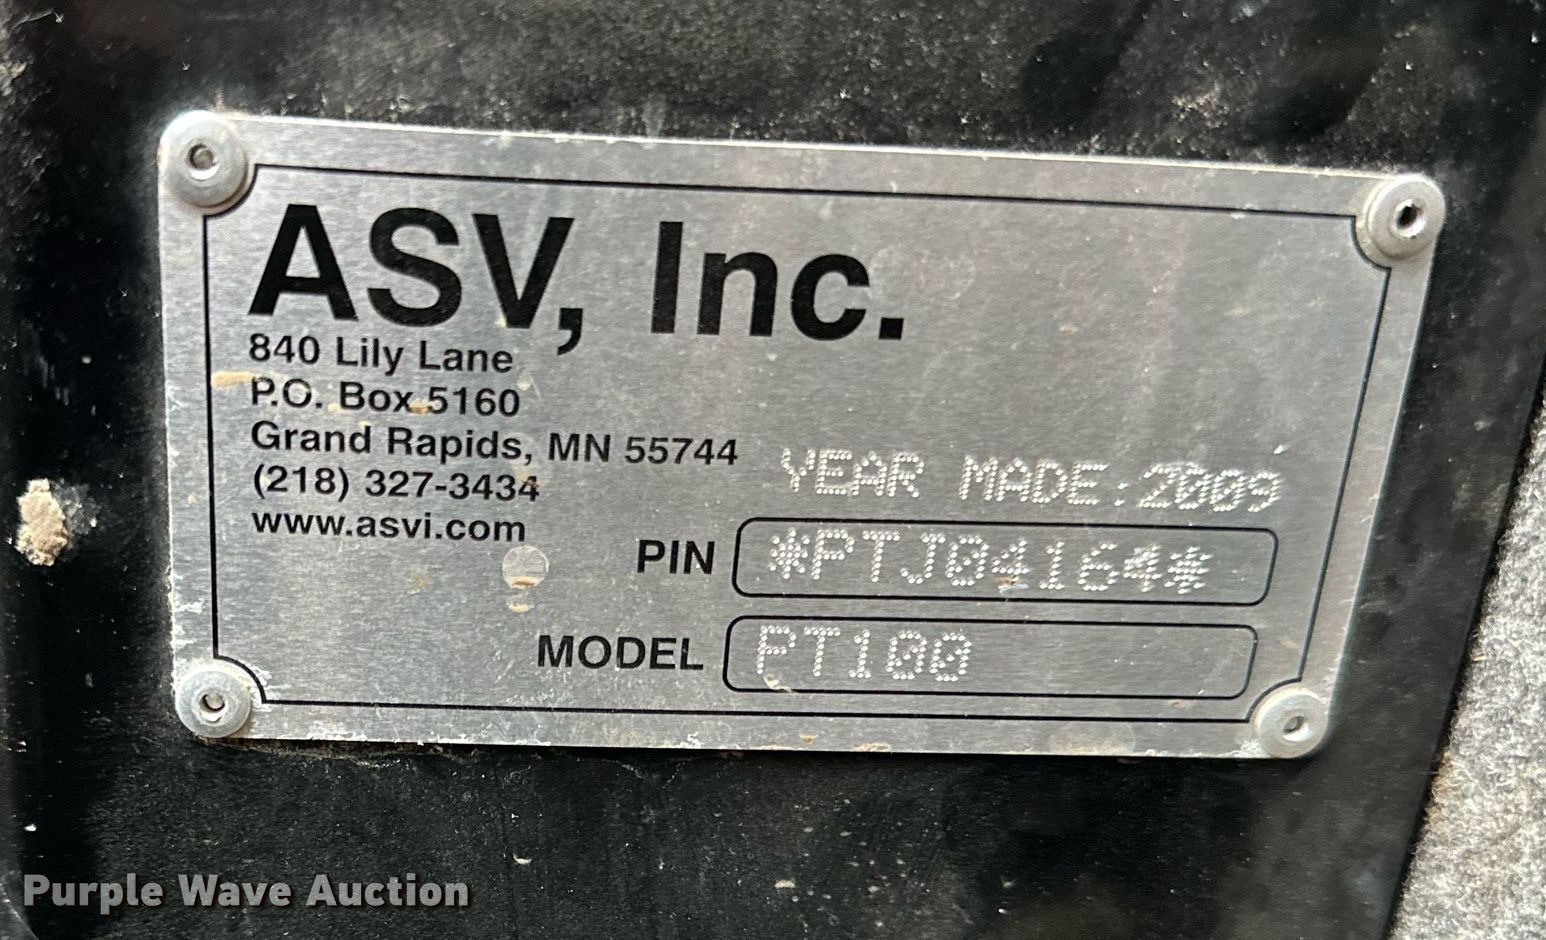 ASV, Inc.
840 Lily Lane
P.O. Box 5160
Grand Rapids, MN 55744
(218) 327-3434
www.asvi.com
YEAR MADE:2009
PIN *PTJ04164*
MODEL PT100
Purple Wave Auction